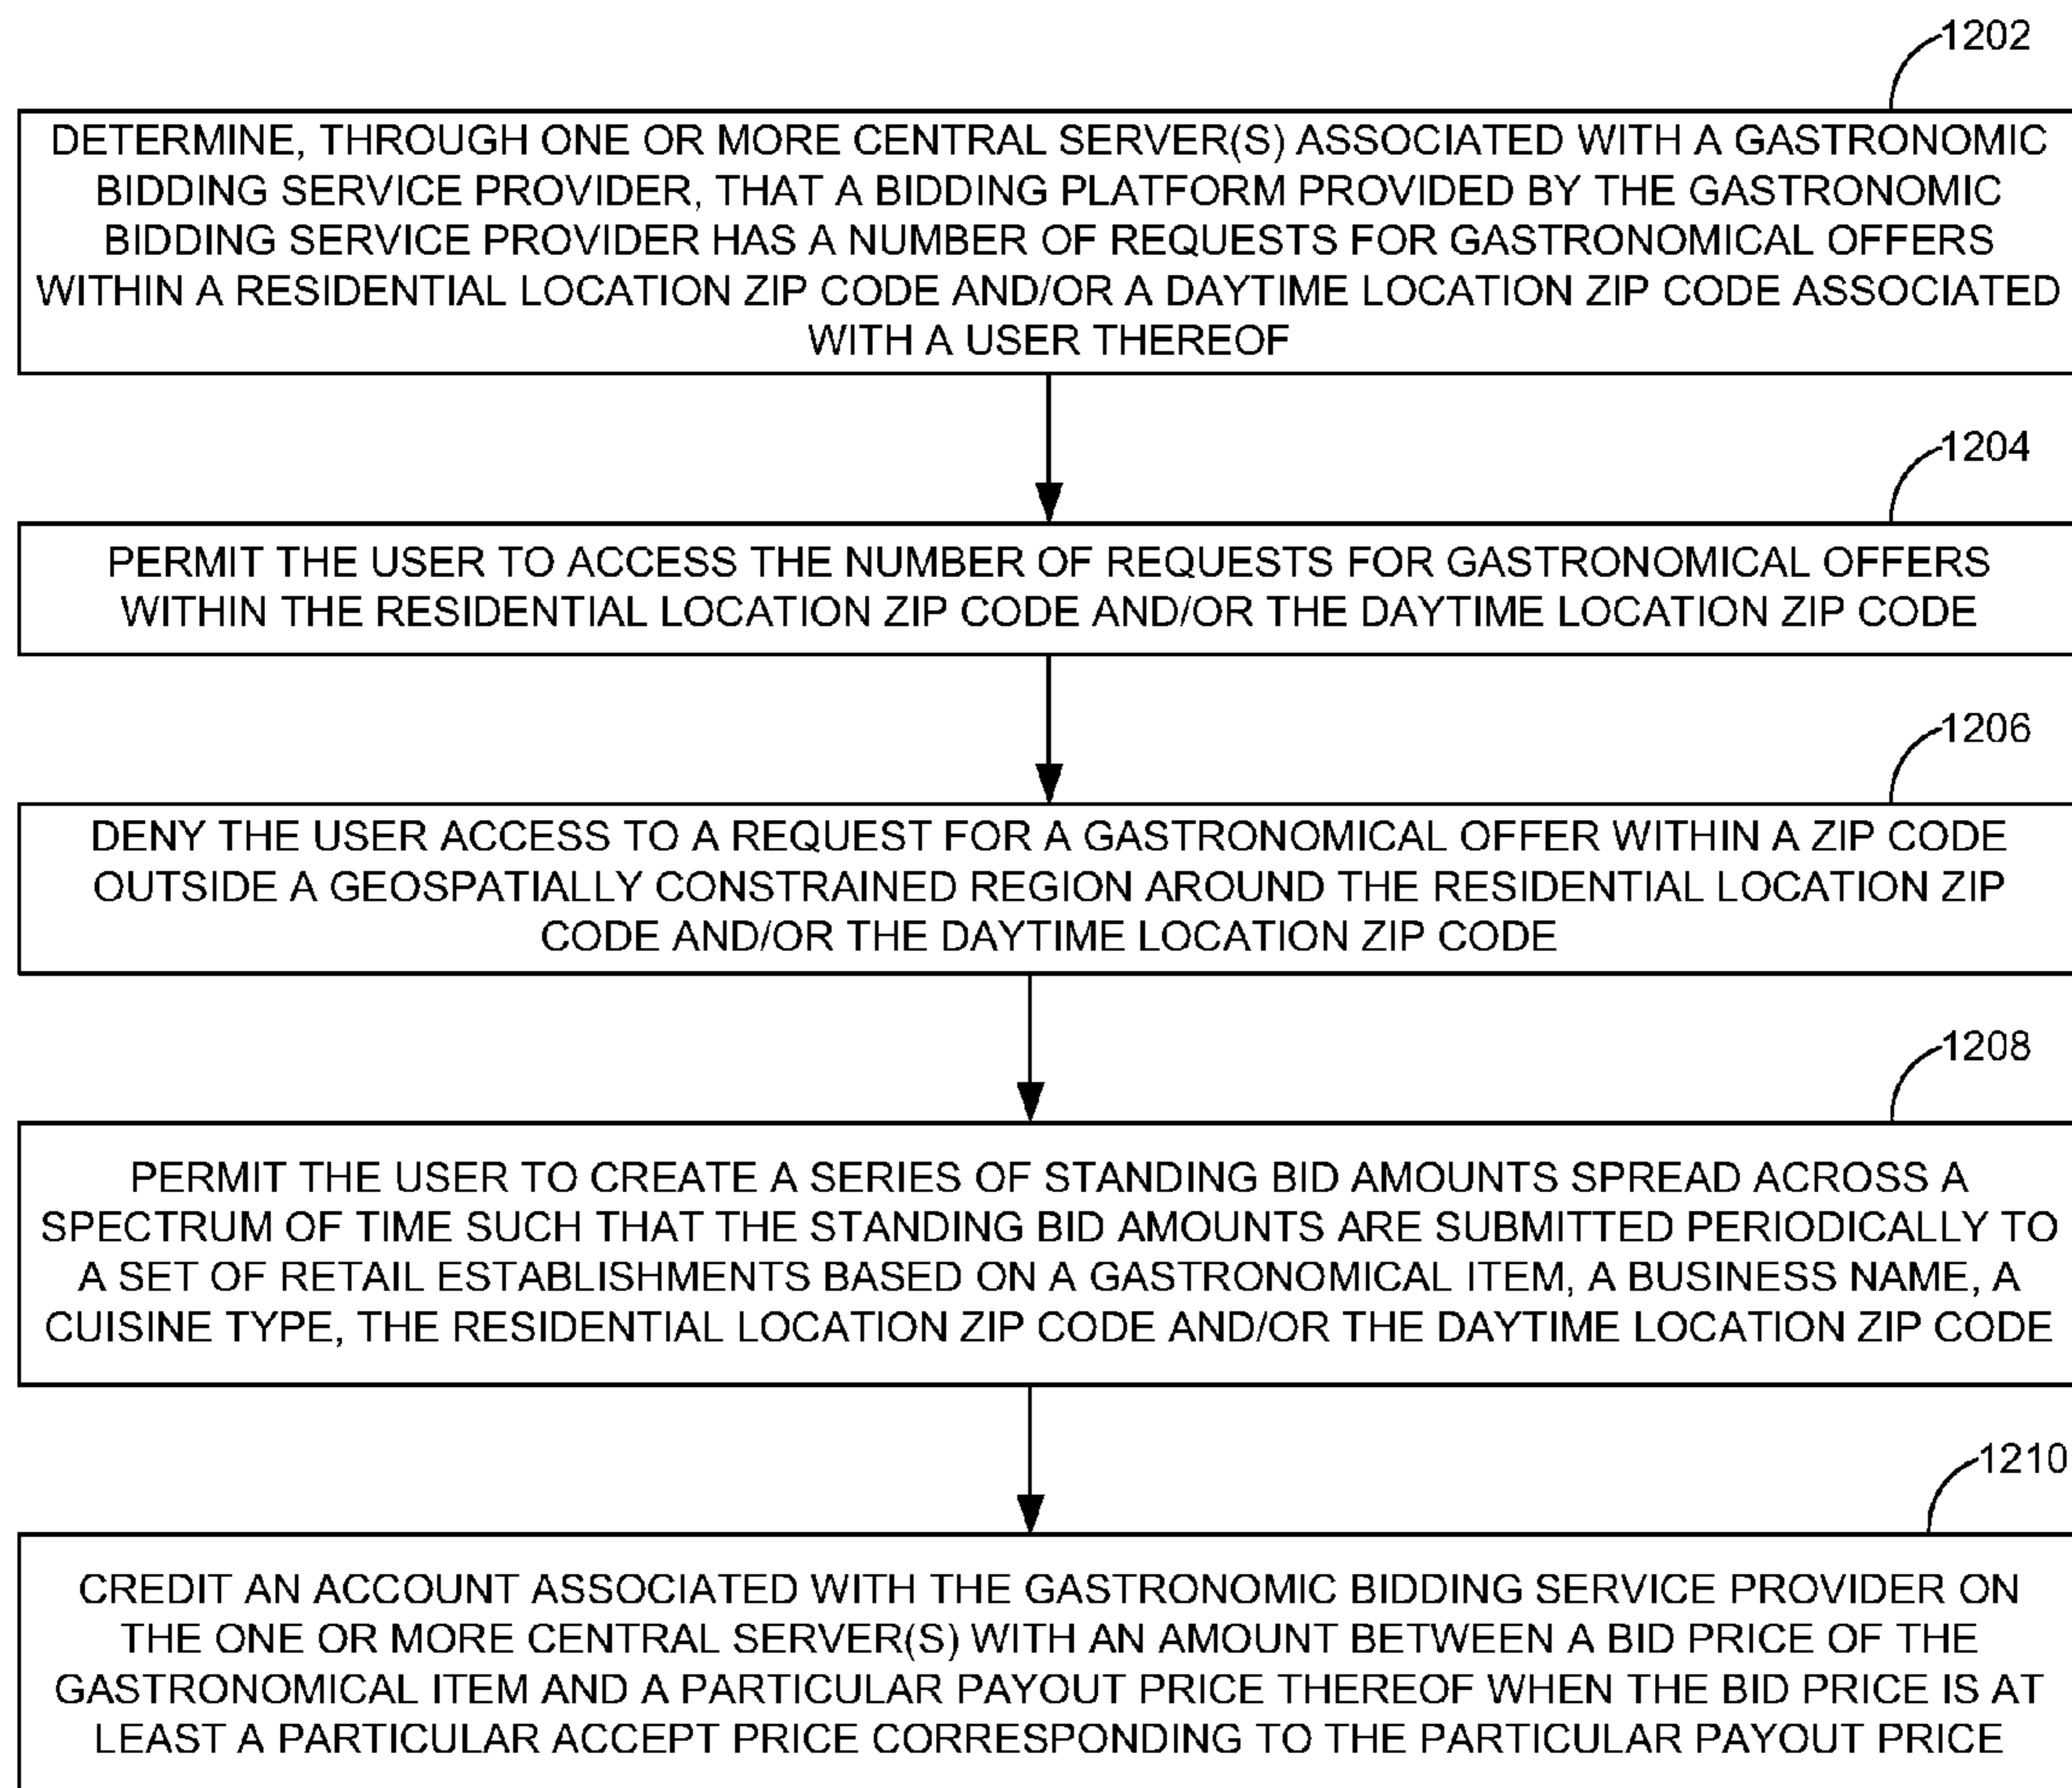 1202
DETERMINE, THROUGH ONE OR MORE CENTRAL SERVER(S) ASSOCIATED WITH A GASTRONOMIC
BIDDING SERVICE PROVIDER, THAT A BIDDING PLATFORM PROVIDED BY THE GASTRONOMIC
BIDDING SERVICE PROVIDER HAS A NUMBER OF REQUESTS FOR GASTRONOMICAL OFFERS
WITHIN A RESIDENTIAL LOCATION ZIP CODE AND/OR A DAYTIME LOCATION ZIP CODE ASSOCIATED
WITH A USER THEREOF
1204
PERMIT THE USER TO ACCESS THE NUMBER OF REQUESTS FOR GASTRONOMICAL OFFERS
WITHIN THE RESIDENTIAL LOCATION ZIP CODE AND/OR THE DAYTIME LOCATION ZIP CODE
1206
DENY THE USER ACCESS TO A REQUEST FOR A GASTRONOMICAL OFFER WITHIN A ZIP CODE
OUTSIDE A GEOSPATIALLY CONSTRAINED REGION AROUND THE RESIDENTIAL LOCATION ZIP
CODE AND/OR THE DAYTIME LOCATION ZIP CODE
1208
PERMIT THE USER TO CREATE A SERIES OF STANDING BID AMOUNTS SPREAD ACROSS A
SPECTRUM OF TIME SUCH THAT THE STANDING BID AMOUNTS ARE SUBMITTED PERIODICALLY TO
A SET OF RETAIL ESTABLISHMENTS BASED ON A GASTRONOMICAL ITEM, A BUSINESS NAME, A
CUISINE TYPE, THE RESIDENTIAL LOCATION ZIP CODE AND/OR THE DAYTIME LOCATION ZIP CODE
1210
CREDIT AN ACCOUNT ASSOCIATED WITH THE GASTRONOMIC BIDDING SERVICE PROVIDER ON
THE ONE OR MORE CENTRAL SERVER(S) WITH AN AMOUNT BETWEEN A BID PRICE OF THE
GASTRONOMICAL ITEM AND A PARTICULAR PAYOUT PRICE THEREOF WHEN THE BID PRICE IS AT
LEAST A PARTICULAR ACCEPT PRICE CORRESPONDING TO THE PARTICULAR PAYOUT PRICE